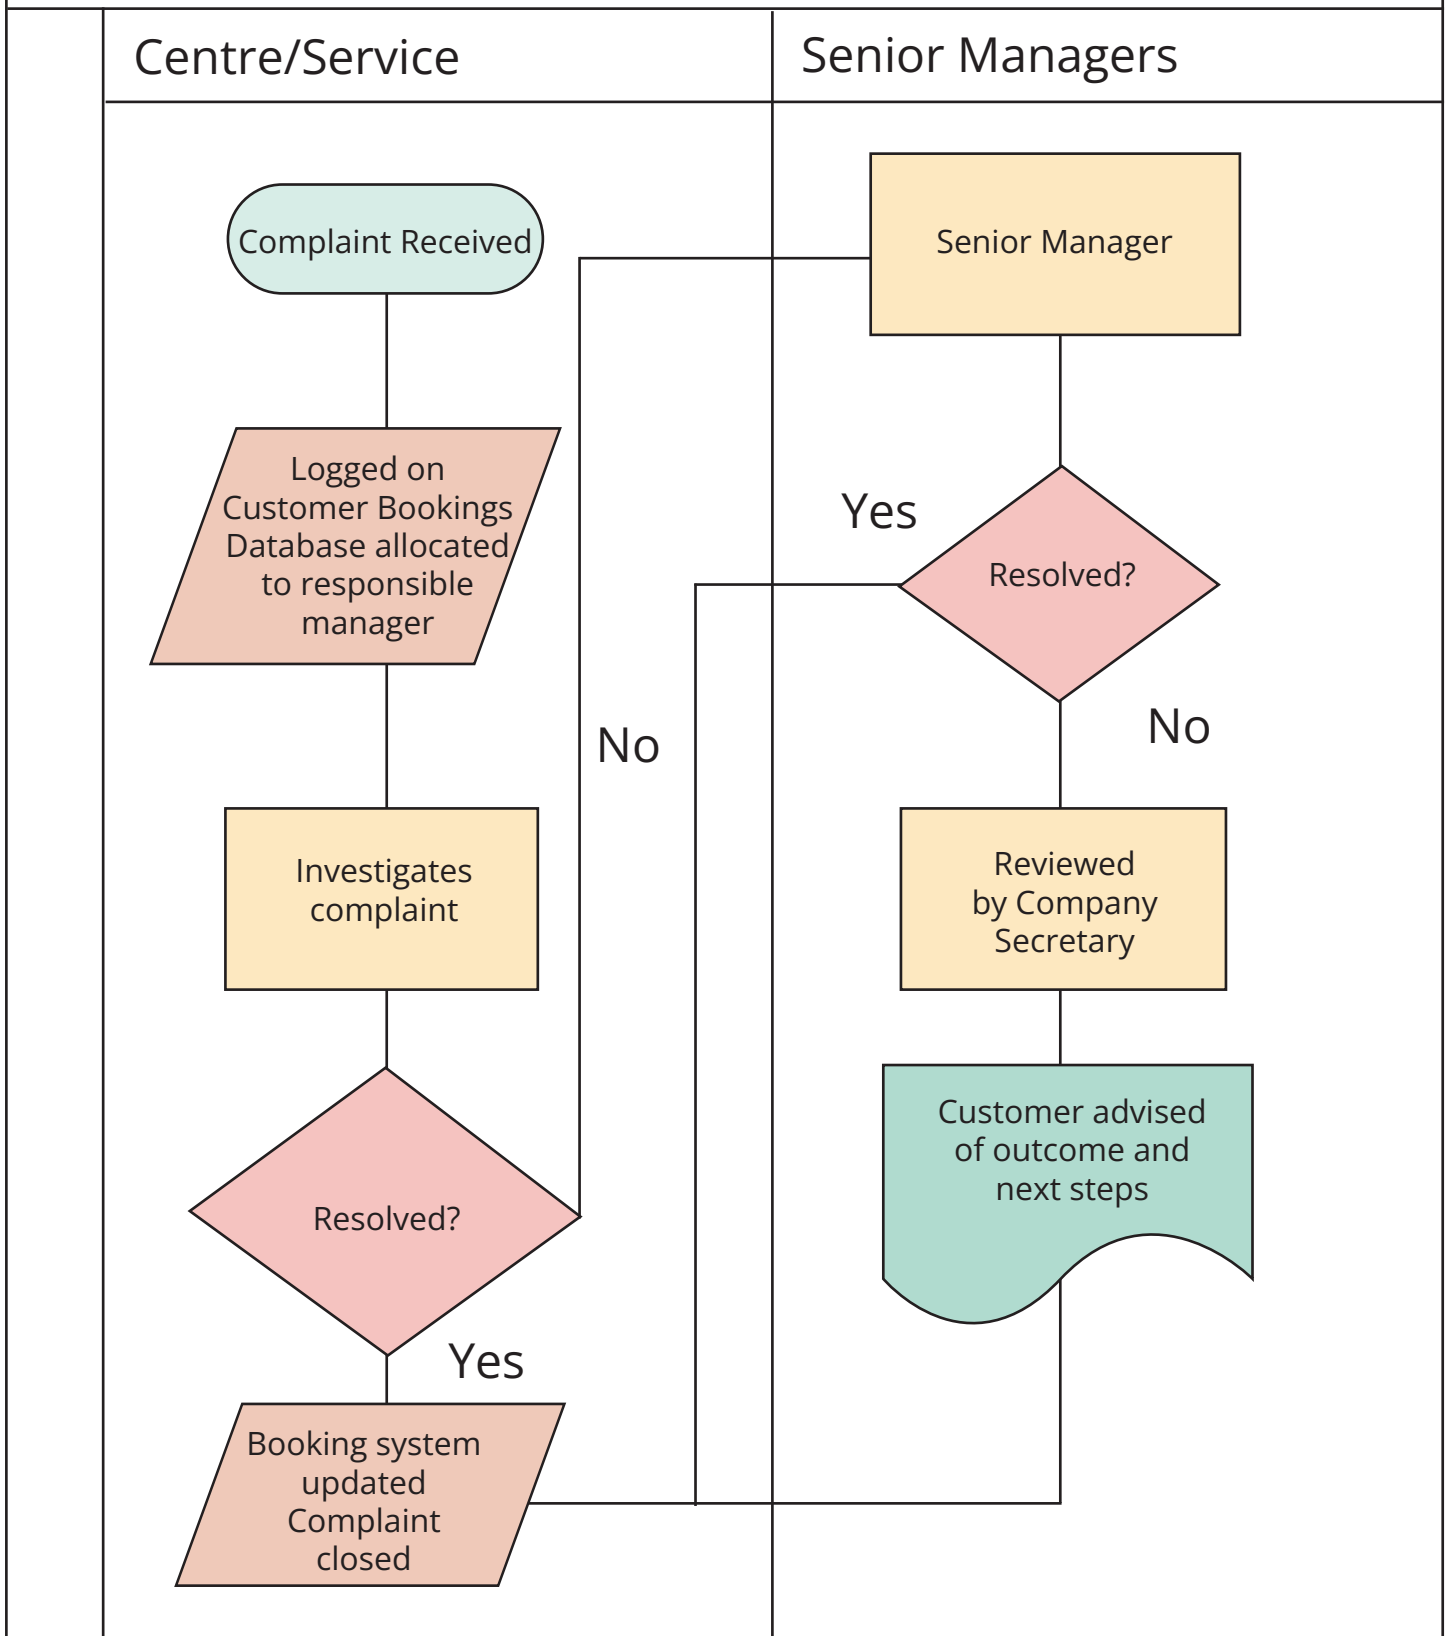 Centre/Service
Senior Managers
Complaint Received
Logged on
Customer Bookings
Database allocated
to responsible
manager
Investigates
complaint
Resolved?
No
Yes
Booking system
updated
Complaint
closed
Senior Manager
Yes
Resolved?
No
Reviewed
by Company
Secretary
Customer advised
of outcome and
next steps